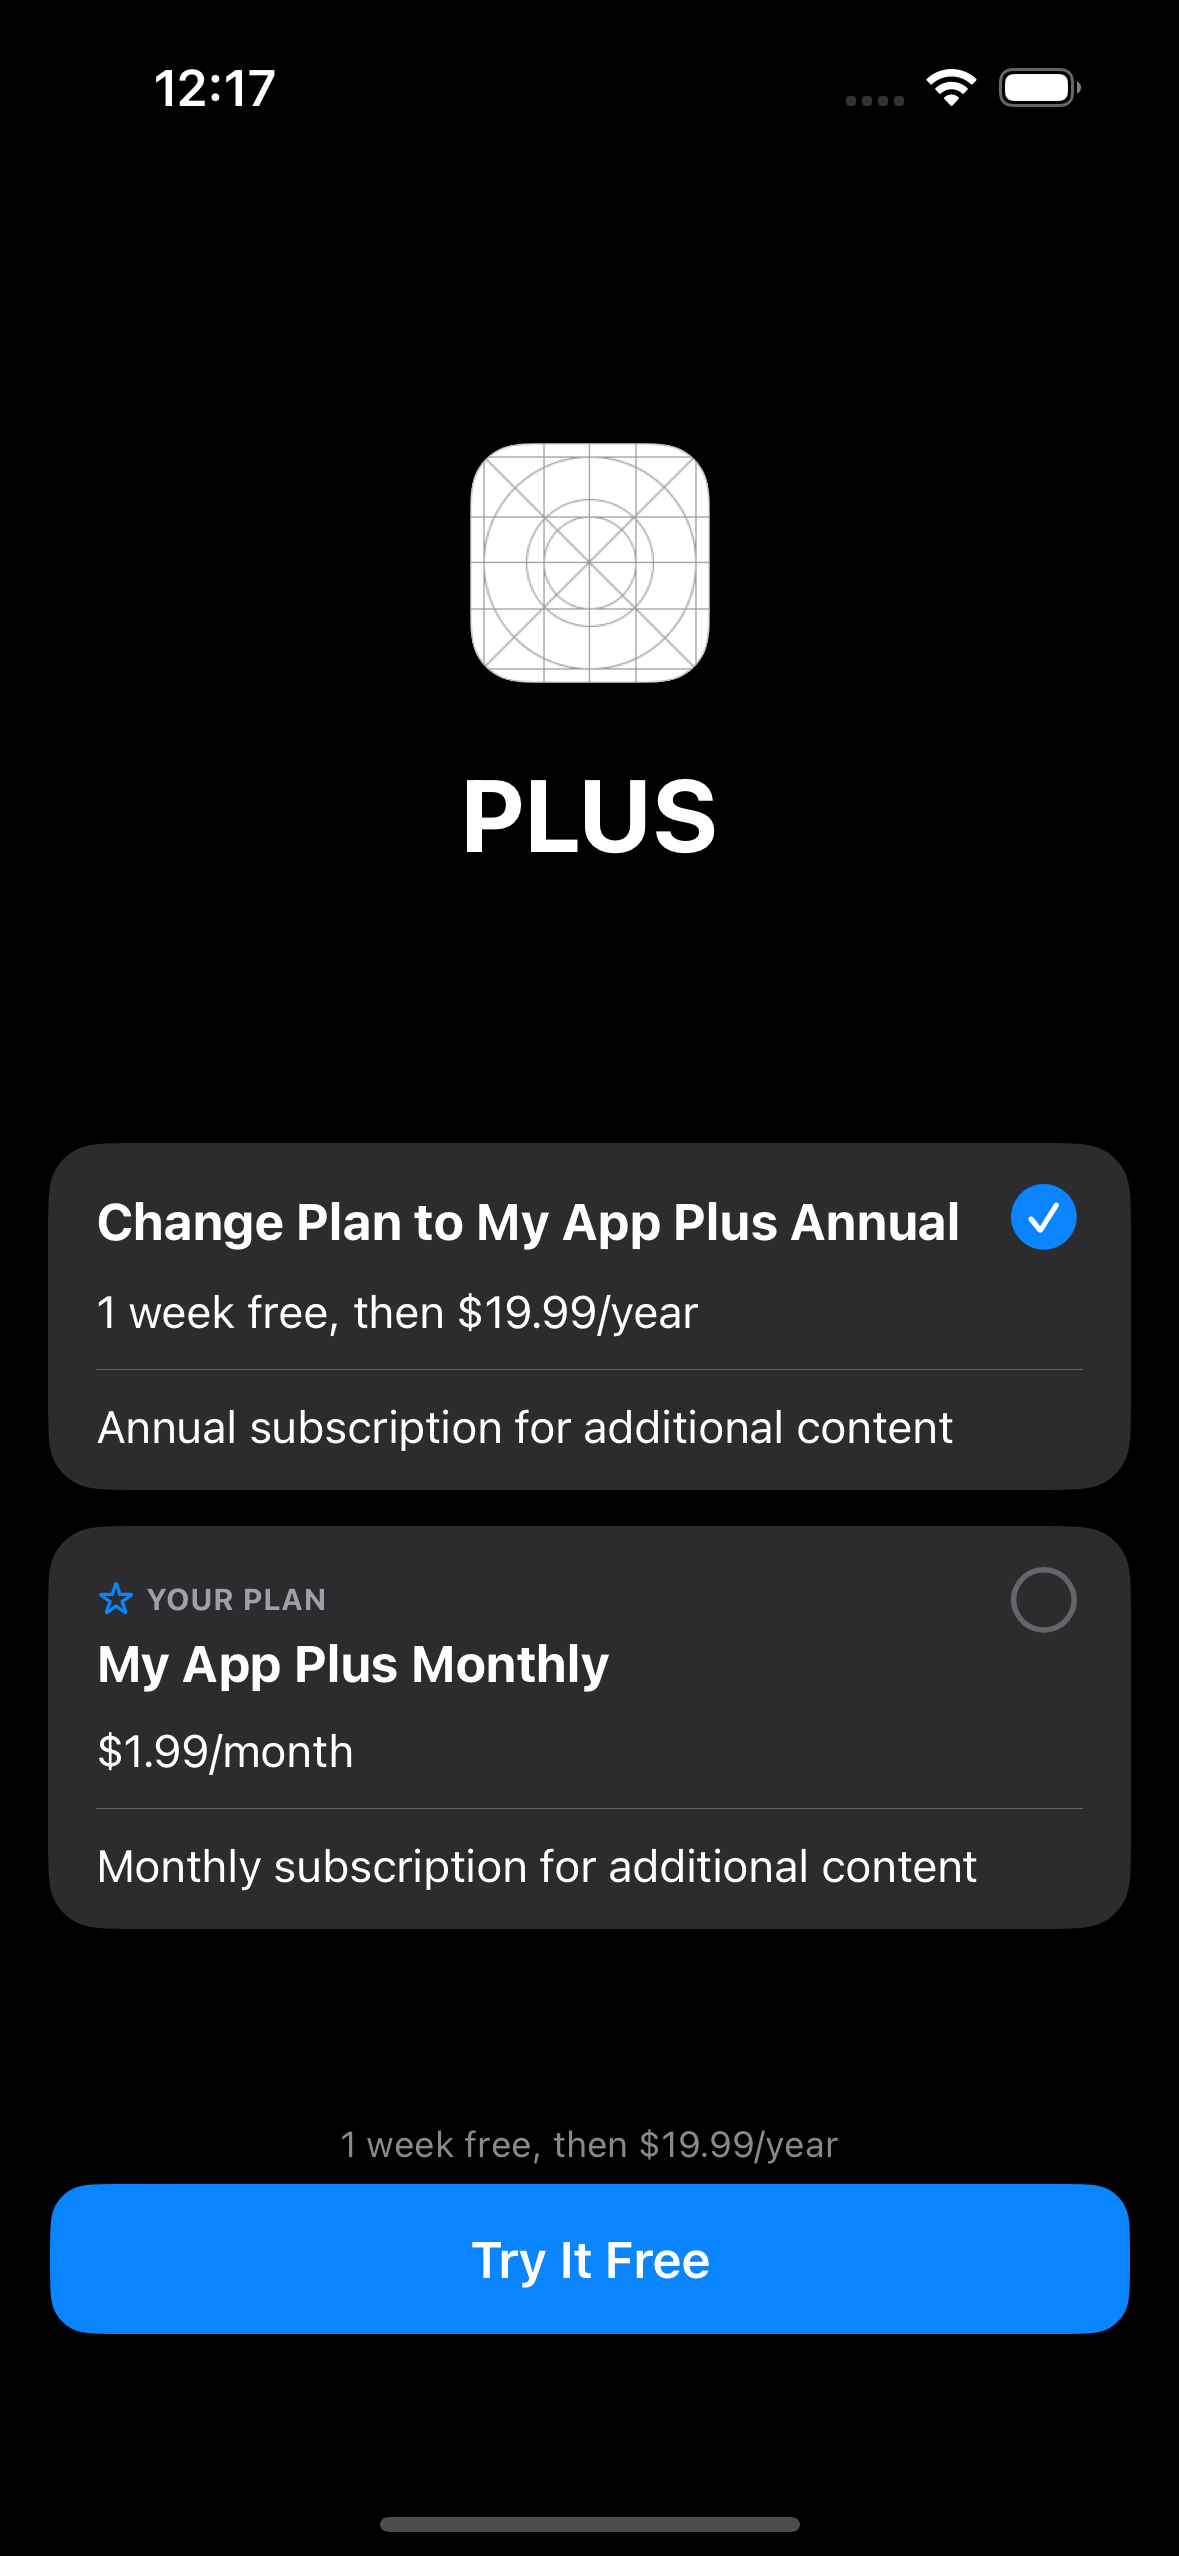 12:17
PLUS
Change Plan to My App Plus Annual
1 week free, then $19.99/year
Annual subscription for additional content
YOUR PLAN
My App Plus Monthly
$1.99/month
Monthly subscription for additional content
1 week free, then $19.99/year
Try It Free